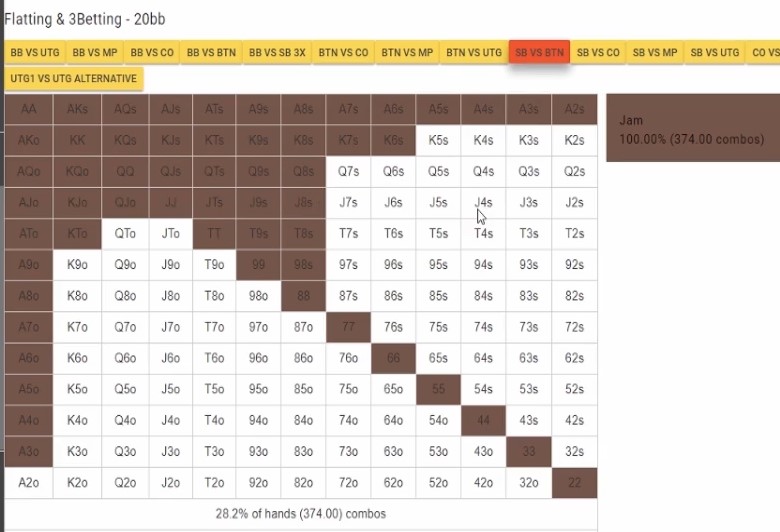 Flatting & 3Betting - 20bb
BB VS UTG BB VS MP BB VS CO BB VS BTN BB VS SB 3X BTN VS CO BTN VS MP BTN VS UTG SB VS BTN SB VS CO SB VS MP SB VS UTG CO VS
UTG1 VS UTG ALTERNATIVE
AA AKs AQs AJs ATs A9s A8s A7s A6s A5s A4s A3s A2s
Jam
AKo KK KQs KJs KTs K9s K8s K7s K6s K5s K4s K3s K2s
100.00% (374.00 combos)
AQo KQo QQ QJs QTs Q9s Q8s Q7s Q6s Q5s Q4s Q3s Q2s
AJo KJo QJo JJ JTs J9s J8s J7s J6s J5s J4s J3s J2s
ATo KTo QTo JTo TT T9s T8s T7s T6s T5s T4s T3s T2s
A9o K9o Q9o J9o T9o 99 98s 97s 96s 95s 94s 93s 92s
A8o K8o Q8o J8o T8o 98o 88 87s 86s 85s 84s 83s 82s
A7o K7o Q7o J7o T7o 97o 87o 77 76s 75s 74s 73s 72s
A6o K6o Q6o J6o T6o 96o 86o 76o 66 65s 64s 63s 62s
A5o K5o Q5o J5o T5o 95o 85o 75o 65o 55 54s 53s 52s
A4o K4o Q4o J4o T4o 94o 84o 74o 64o 54o 44 43s 42s
A3o K3o Q3o J3o T3o 93o 83o 73o 63o 53o 43o 33 32s
A2o K2o Q2o J2o T2o 92o 82o 72o 62o 52o 42o 32o 22
28.2% of hands (374.00) combos